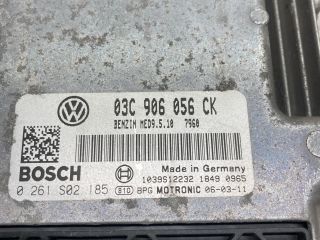 03C 906 056 CK
BENZIN MED9.5.10 7960
BOSCH
Made in Germany
1039S12232 1849 0965
0 261 S02 185
81D BPG MOTRONIC 06-03-11